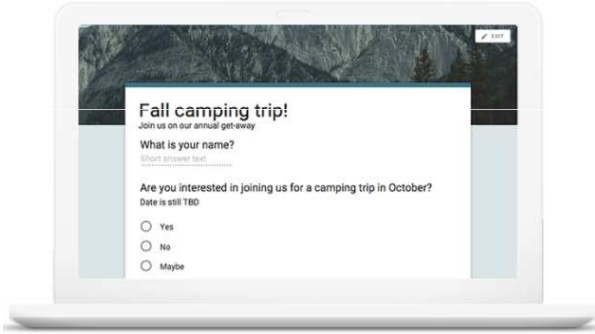 EDIT
Fall camping trip!
Join us on our annual get-away
What is your name?
Short answer text
Are you interested in joining us for a camping trip in October?
Date is still TBD
Yes
No
Maybe